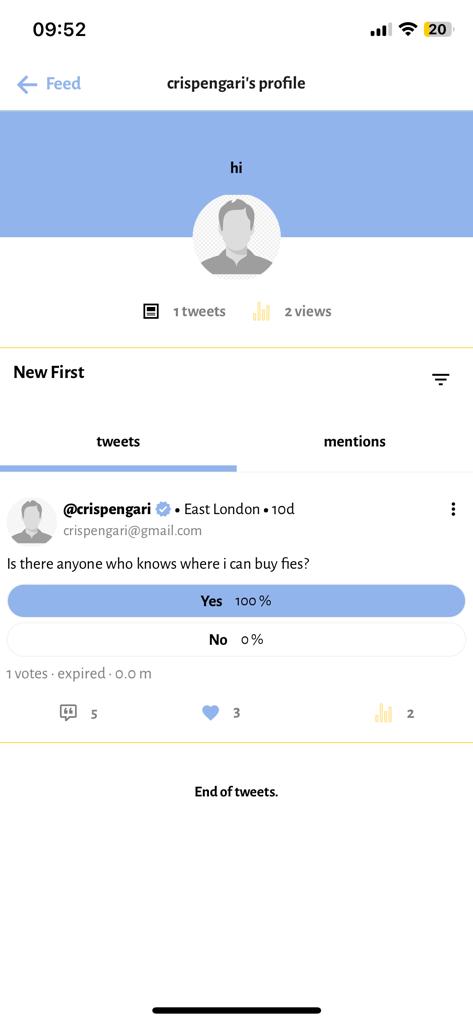 09:52
20
Feed
crispengari's profile
hi
1 tweets 2 views
New First
tweets mentions
@crispengari • East London • 10d
crispengari@gmail.com
Is there anyone who knows where i can buy fies?
Yes 100 %
No 0 %
1 votes · expired · 0.0 m
5 3 2
End of tweets.